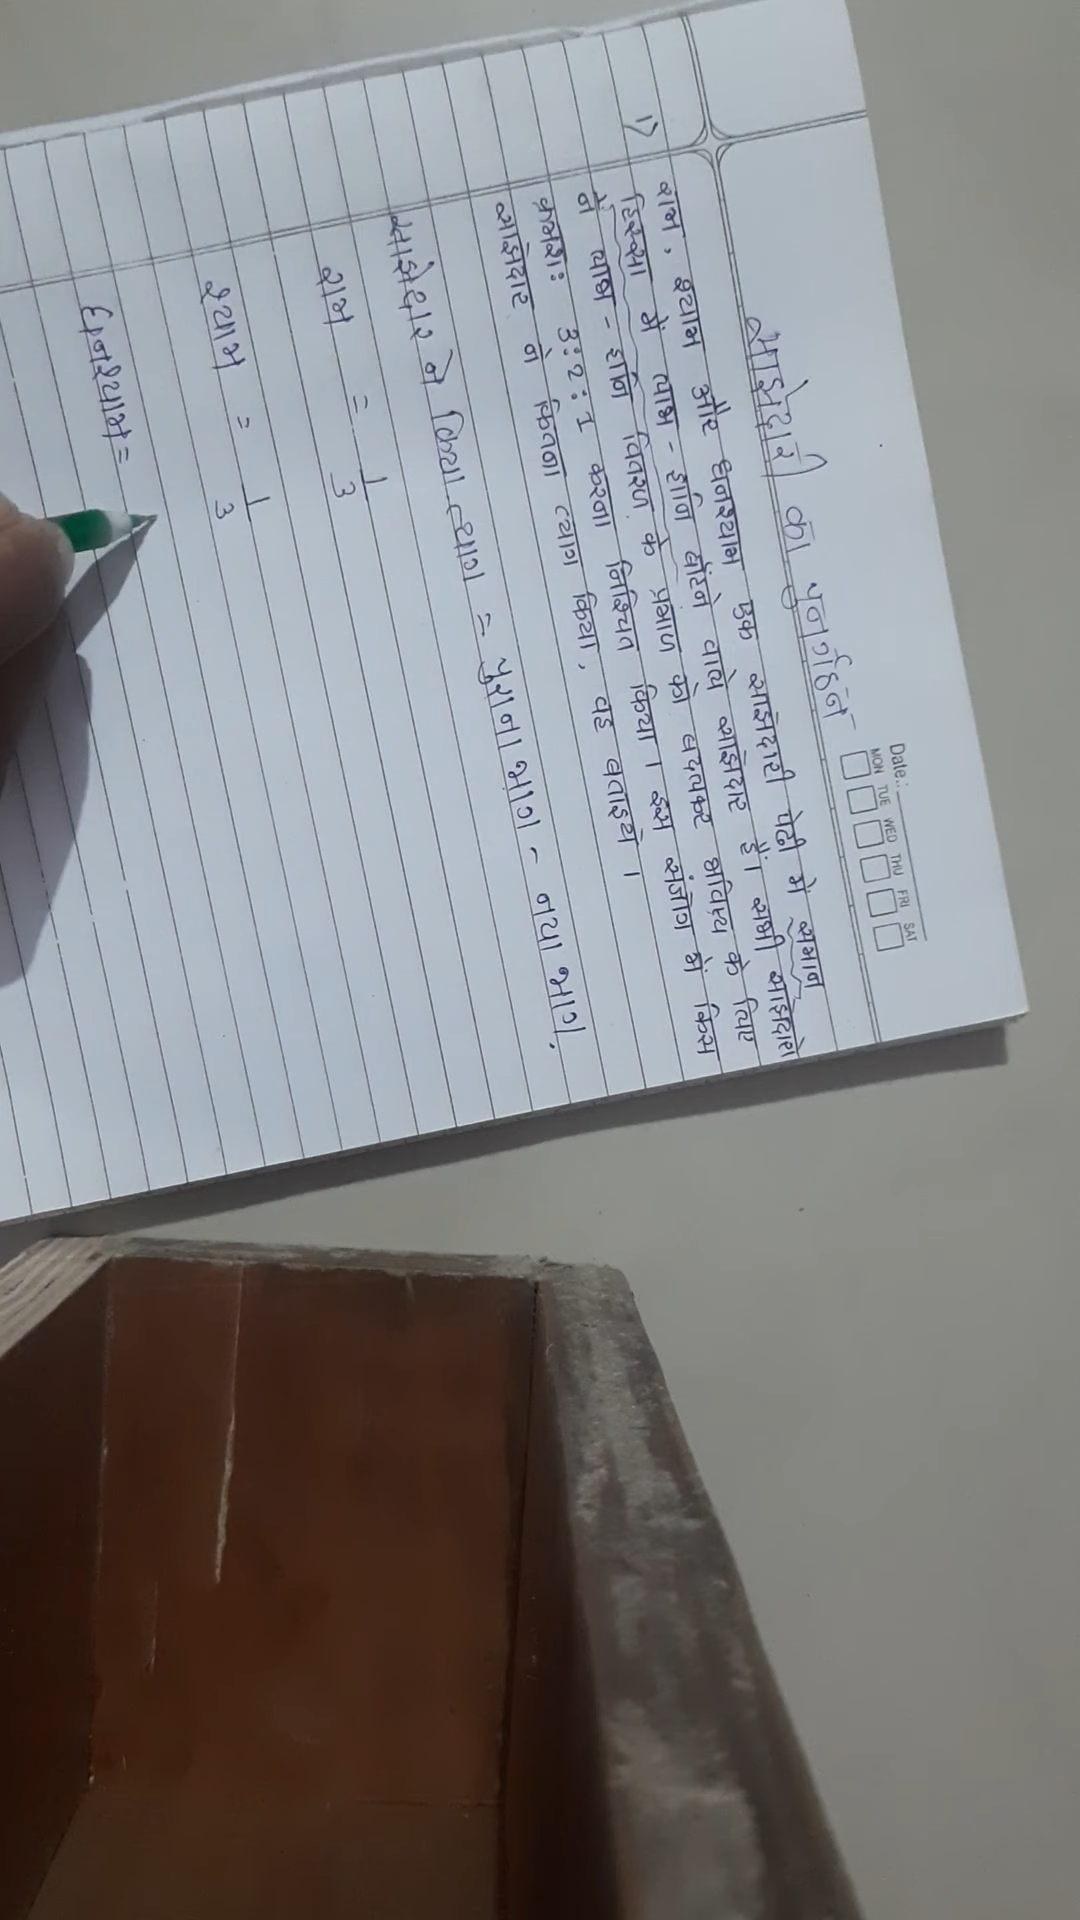 Date.:
MON TUE WED THU FRI SAT
साझेदारी का पुनर्गठन
1) राम, श्याम और घनश्याम एक साझेदारी पेढ़ी में समान
हिस्सा में लाभ-हानि बांटने वाले साझेदार हैं। सभी साझेदारो
ने लाभ-हानि वितरण के प्रमाण को बदलकर भविष्य के लिए
क्रमशः 3:2:1 करना निश्चित किया। इस संजोग में किस
साझेदार ने कितना त्याग किया, वह बताइये।
साझेदार ने किया त्याग = पुराना भाग - नया भाग.
राम = 1/3
श्याम = 1/3
घनश्याम =